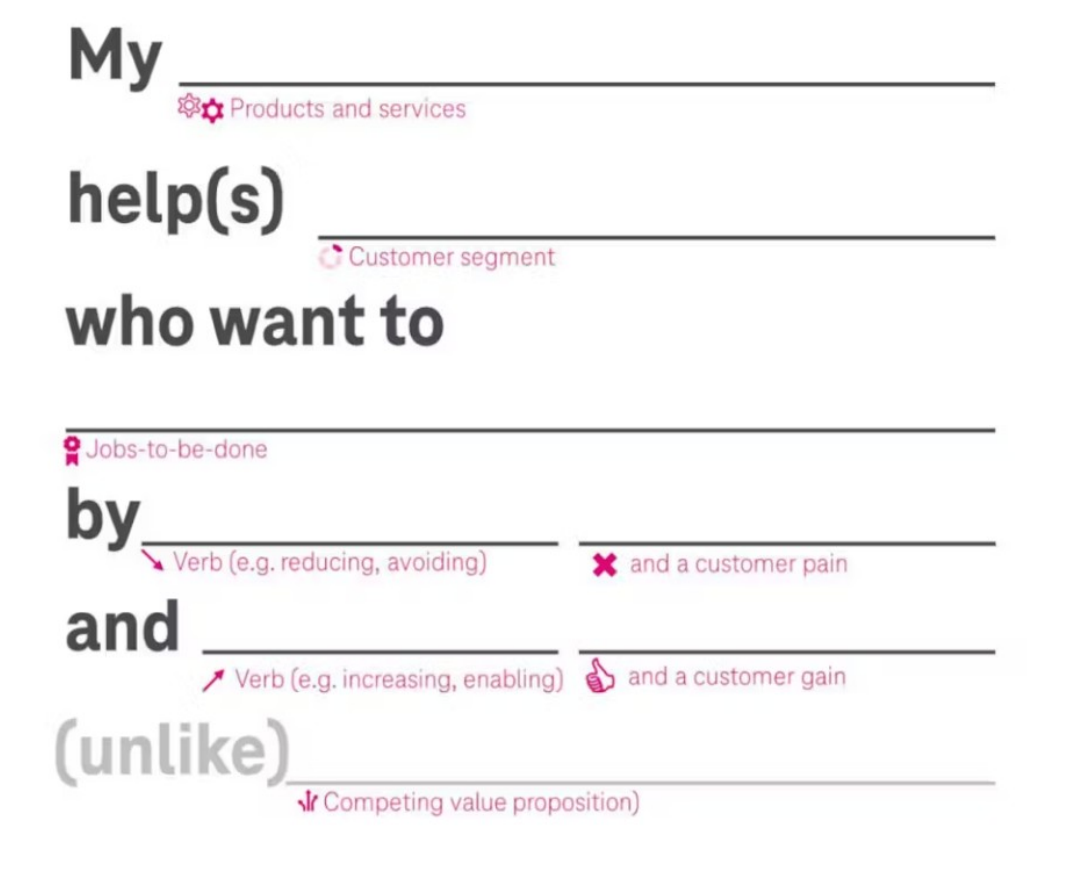 My
Products and services
help(s)
Customer segment
who want to
Jobs-to-be-done
by
Verb (e.g. reducing, avoiding) and a customer pain
and
Verb (e.g. increasing, enabling) and a customer gain
(unlike)
Competing value proposition)